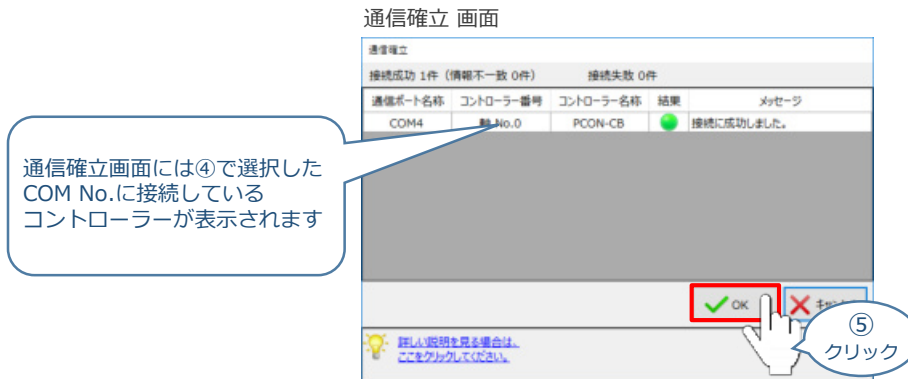 通信確立 画面
通信確立
接続成功 1件（情報不一致 0件） 接続失敗 0件
通信ポート名称 コントローラー番号 コントローラー名称 結果 メッセージ
COM4 No.0 PCON-CB 接続に成功しました。
通信確立画面には④で選択した
COM No.に接続している
コントローラーが表示されます
OK
⑤
クリック
詳しい説明を見る場合は、
ここをクリックしてください。